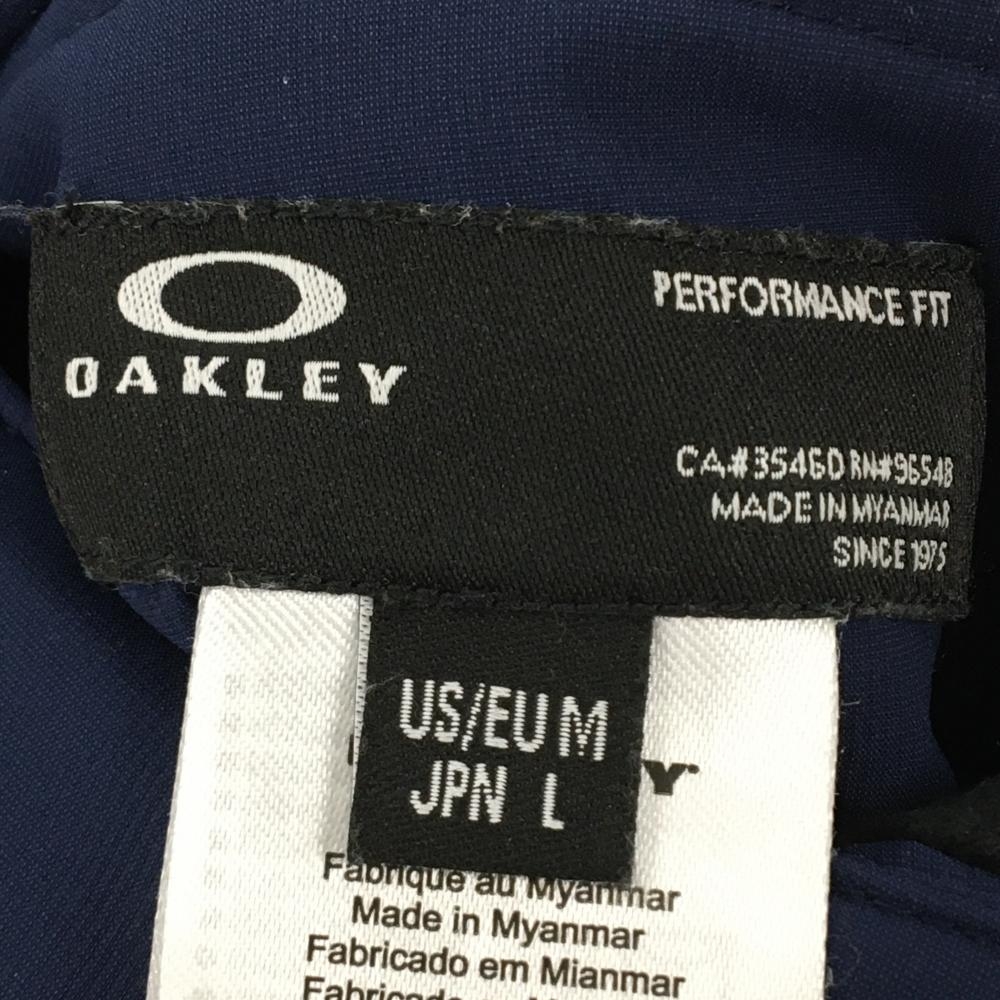 OAKLEY
PERFORMANCE FIT
CA#35460 RN#96548
MADE IN MYANMAR
SINCE 1975
US/EU M
JPN L
Fabriqué au Myanmar
Made in Myanmar
Fabricado em Mianmar